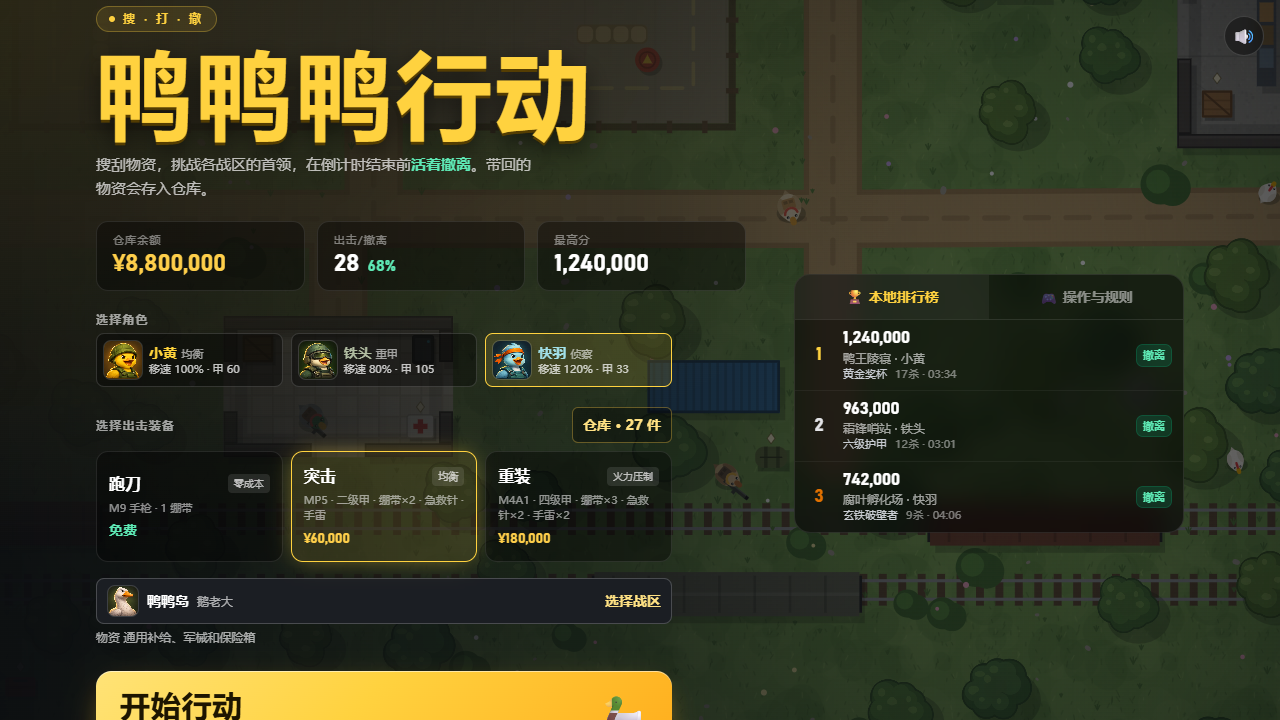 搜 · 打 · 撤
鸭鸭鸭行动
搜刮物资，挑战各战区的首领，在倒计时结束前活着撤离。带回的
物资会存入仓库。
仓库余额
¥8,800,000
出击/撤离
28 68%
最高分
1,240,000
选择角色
小黄 均衡
移速 100% · 甲 60
铁头 重甲
移速 80% · 甲 105
快羽 侦察
移速 120% · 甲 33
选择出击装备
仓库 • 27 件
跑刀
零成本
M9 手枪 · 1 绷带
免费
突击
均衡
MP5 · 二级甲 · 绷带×2 · 急救针 ·
手雷
¥60,000
重装
火力压制
M4A1 · 四级甲 · 绷带×3 · 急救
针×2 · 手雷×2
¥180,000
鸭鸭岛 鹅老大
选择战区
物资 通用补给、军械和保险箱
开始行动
本地排行榜
操作与规则
1
1,240,000
鸭王陵寝 · 小黄
黄金奖杯 17杀 · 03:34
撤离
2
963,000
霜锋哨站 · 铁头
六级护甲 12杀 · 03:01
撤离
3
742,000
腐叶孵化场 · 快羽
玄铁破壁者 9杀 · 04:06
撤离